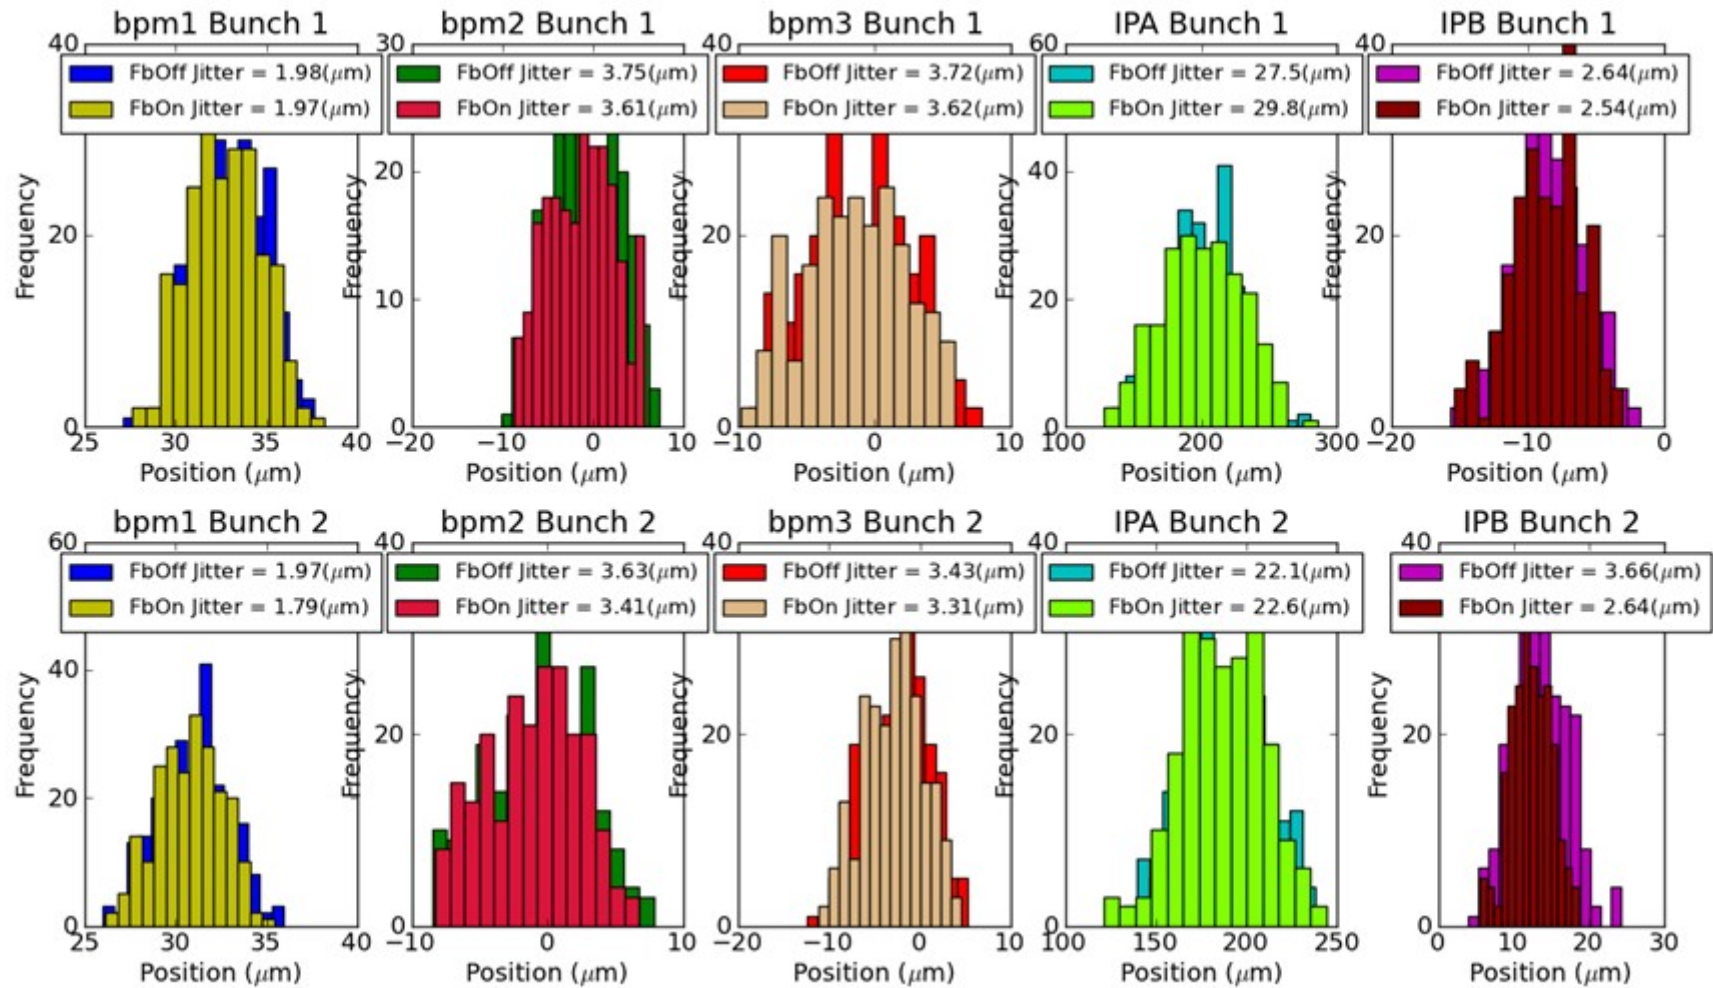 bpm1 Bunch 1
40
FbOff Jitter = 1.98(μm)
FbOn Jitter = 1.97(μm)
20
0
25
30
35
40
Frequency
Position (μm)
bpm2 Bunch 1
30
FbOff Jitter = 3.75(μm)
FbOn Jitter = 3.61(μm)
20
10
0
−20
−10
0
10
Frequency
Position (μm)
bpm3 Bunch 1
40
FbOff Jitter = 3.72(μm)
FbOn Jitter = 3.62(μm)
20
0
−10
0
10
Frequency
Position (μm)
IPA Bunch 1
60
FbOff Jitter = 27.5(μm)
FbOn Jitter = 29.8(μm)
40
20
0
100
200
300
Frequency
Position (μm)
IPB Bunch 1
40
FbOff Jitter = 2.64(μm)
FbOn Jitter = 2.54(μm)
20
0
−20
−10
0
Frequency
Position (μm)
bpm1 Bunch 2
60
FbOff Jitter = 1.97(μm)
FbOn Jitter = 1.79(μm)
40
20
0
25
30
35
40
Frequency
Position (μm)
bpm2 Bunch 2
40
FbOff Jitter = 3.63(μm)
FbOn Jitter = 3.41(μm)
20
0
−10
0
10
Frequency
Position (μm)
bpm3 Bunch 2
40
FbOff Jitter = 3.43(μm)
FbOn Jitter = 3.31(μm)
20
0
−20
−10
0
10
Frequency
Position (μm)
IPA Bunch 2
40
FbOff Jitter = 22.1(μm)
FbOn Jitter = 22.6(μm)
20
0
100
150
200
250
Frequency
Position (μm)
IPB Bunch 2
40
FbOff Jitter = 3.66(μm)
FbOn Jitter = 2.64(μm)
20
0
0
10
20
30
Frequency
Position (μm)